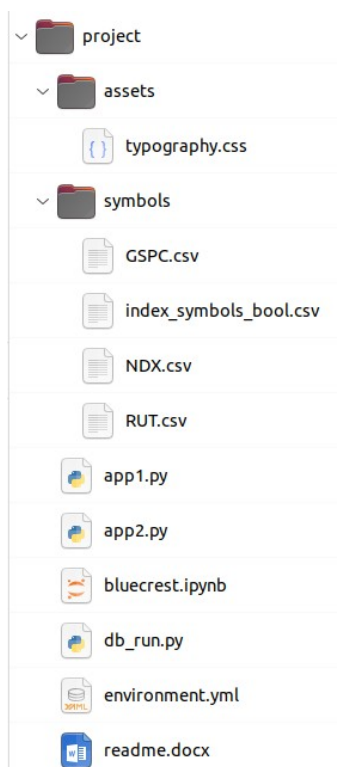 project
assets
typography.css
symbols
GSPC.csv
index_symbols_bool.csv
NDX.csv
RUT.csv
app1.py
app2.py
bluecrest.ipynb
db_run.py
environment.yml
readme.docx